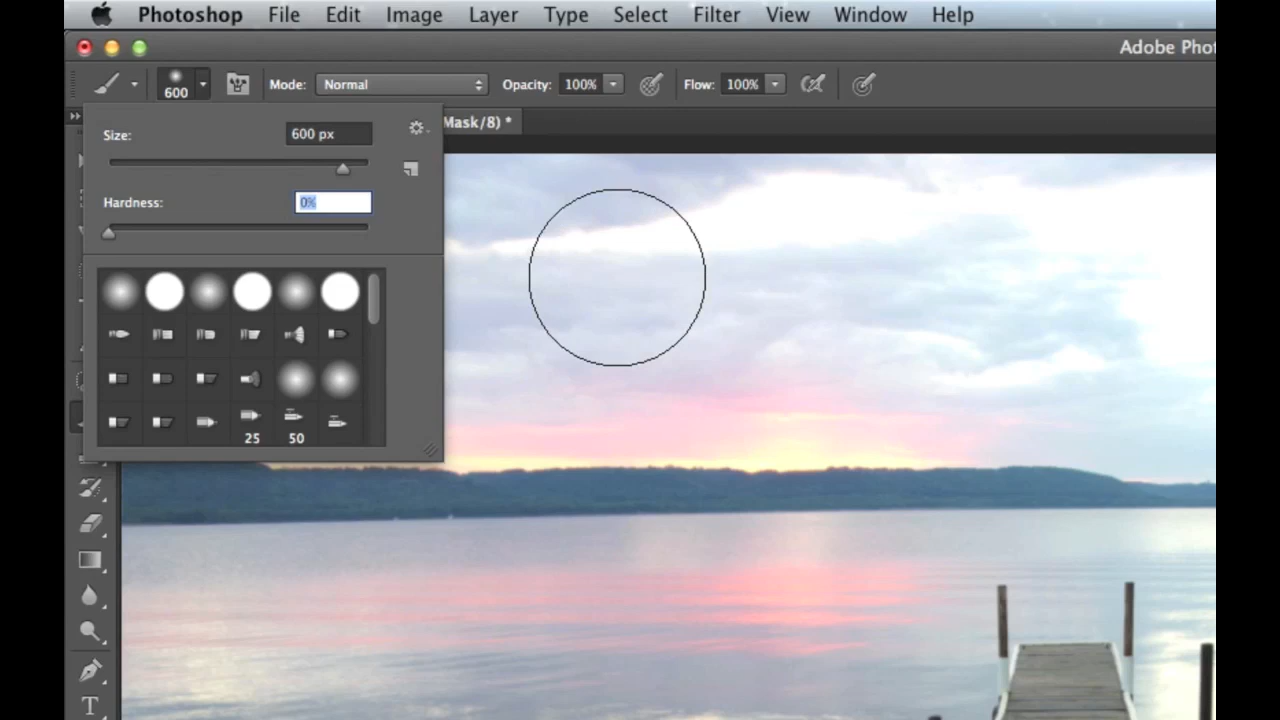 Photoshop File Edit Image Layer Type Select Filter View Window Help
Adobe Pho
600 Mode: Normal Opacity: 100% Flow: 100%
Mask/8) *
Size: 600 px
Hardness: 0%
25 50
T